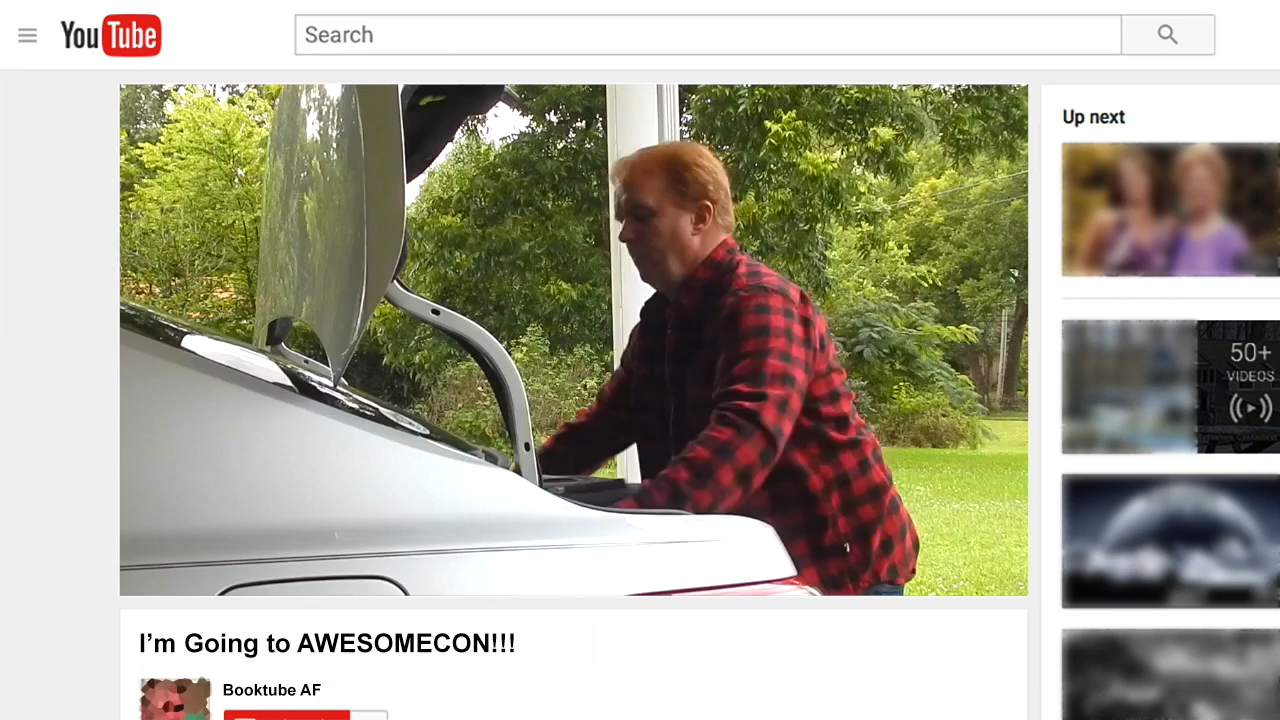 YouTube
Search
Up next
50+
VIDEOS
I’m Going to AWESOMECON!!!
Booktube AF